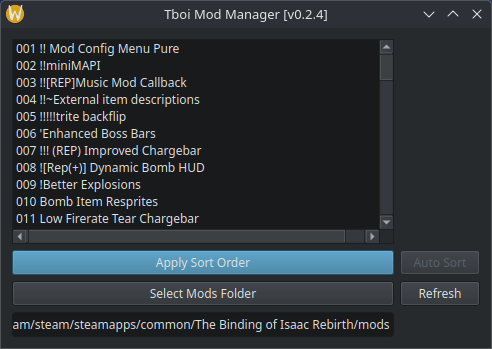 Tboi Mod Manager [v0.2.4]
001 !! Mod Config Menu Pure
002 !!miniMAPI
003 !![REP]Music Mod Callback
004 !!~External item descriptions
005 !!!!!trite backflip
006 'Enhanced Boss Bars
007 !!! (REP) Improved Chargebar
008 ![Rep(+)] Dynamic Bomb HUD
009 !Better Explosions
010 Bomb Item Resprites
011 Low Firerate Tear Chargebar
Apply Sort Order
Auto Sort
Select Mods Folder
Refresh
am/steam/steamapps/common/The Binding of Isaac Rebirth/mods